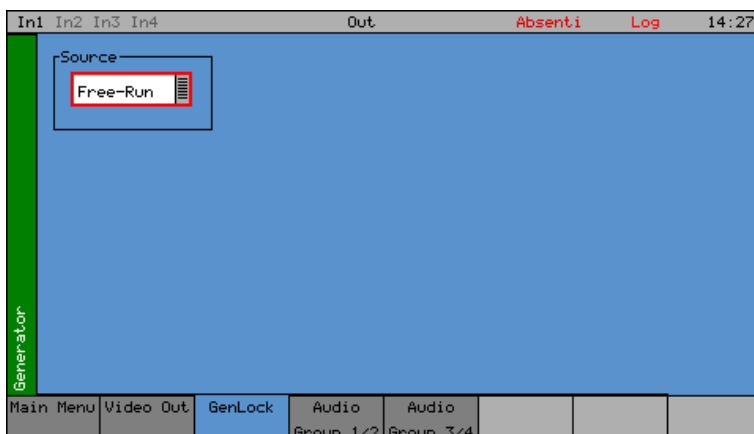 In1 In2 In3 In4 Out Absenti Log 14:27
Source
Free-Run
Generator
Main Menu Video Out GenLock Audio Group 1/2 Audio Group 3/4